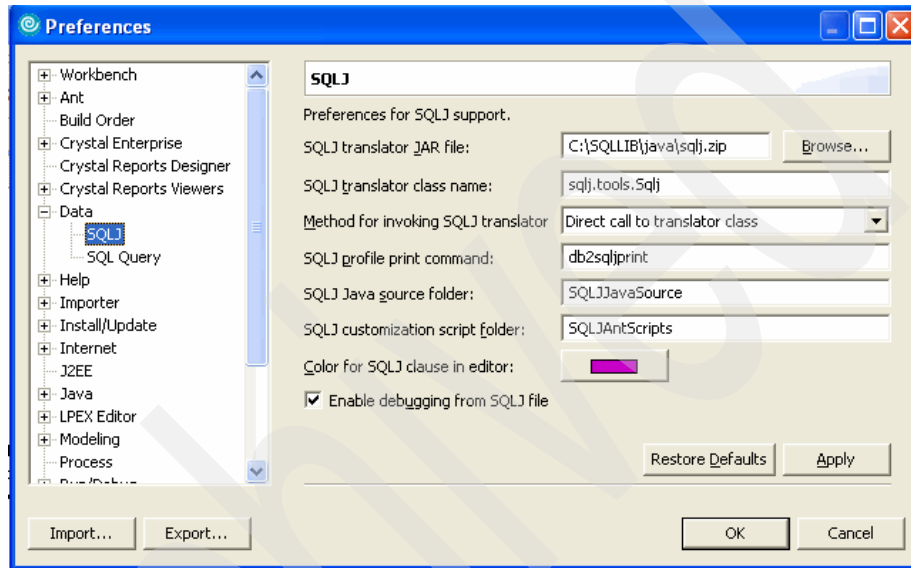 Preferences
Workbench
Ant
Build Order
Crystal Enterprise
Crystal Reports Designer
Crystal Reports Viewers
Data
SQLJ
SQL Query
Help
Importer
Install/Update
Internet
J2EE
Java
LPEX Editor
Modeling
Process
Run/Debug
SQLJ
Preferences for SQLJ support.
SQLJ translator JAR file: C:\SQLLIB\java\sqlj.zip Browse...
SQLJ translator class name: sqlj.tools.Sqlj
Method for invoking SQLJ translator Direct call to translator class
SQLJ profile print command: db2sqljprint
SQLJ Java source folder: SQLJJavaSource
SQLJ customization script folder: SQLJAntScripts
Color for SQLJ clause in editor:
Enable debugging from SQLJ file
Restore Defaults Apply
Import... Export... OK Cancel